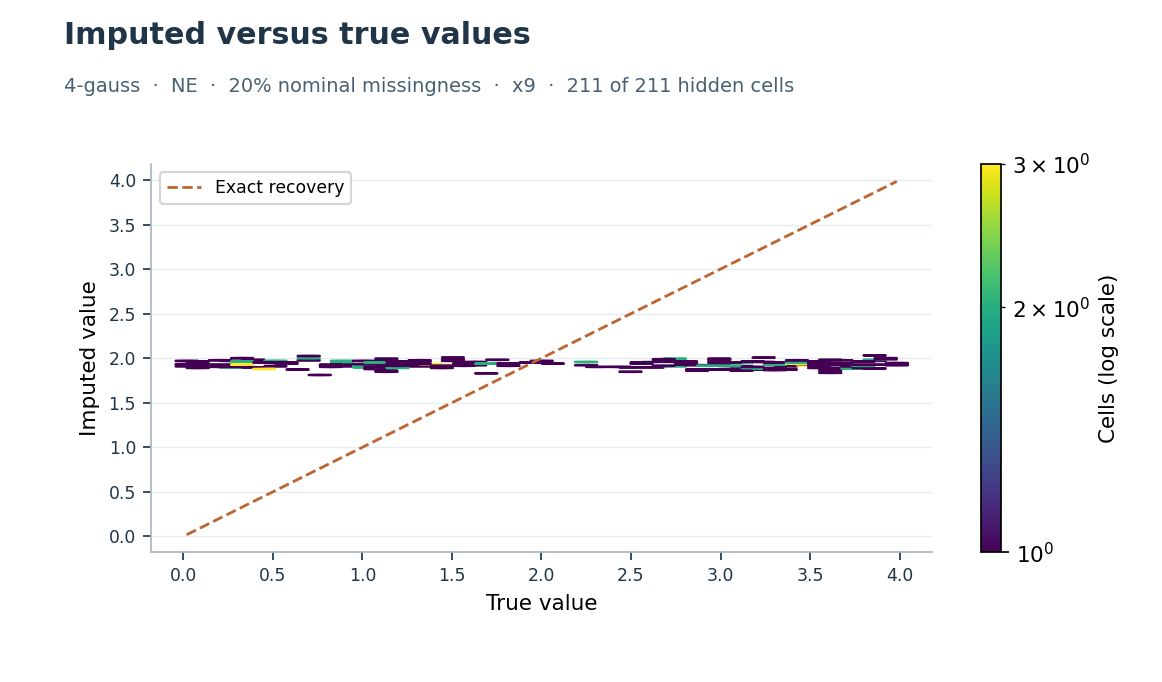 Imputed versus true values
4-gauss · NE · 20% nominal missingness · x9 · 211 of 211 hidden cells
Exact recovery
4.0
3.5
3.0
2.5
2.0
1.5
1.0
0.5
0.0
Imputed value
0.0 0.5 1.0 1.5 2.0 2.5 3.0 3.5 4.0
True value
3 × 10⁰
2 × 10⁰
10⁰
Cells (log scale)